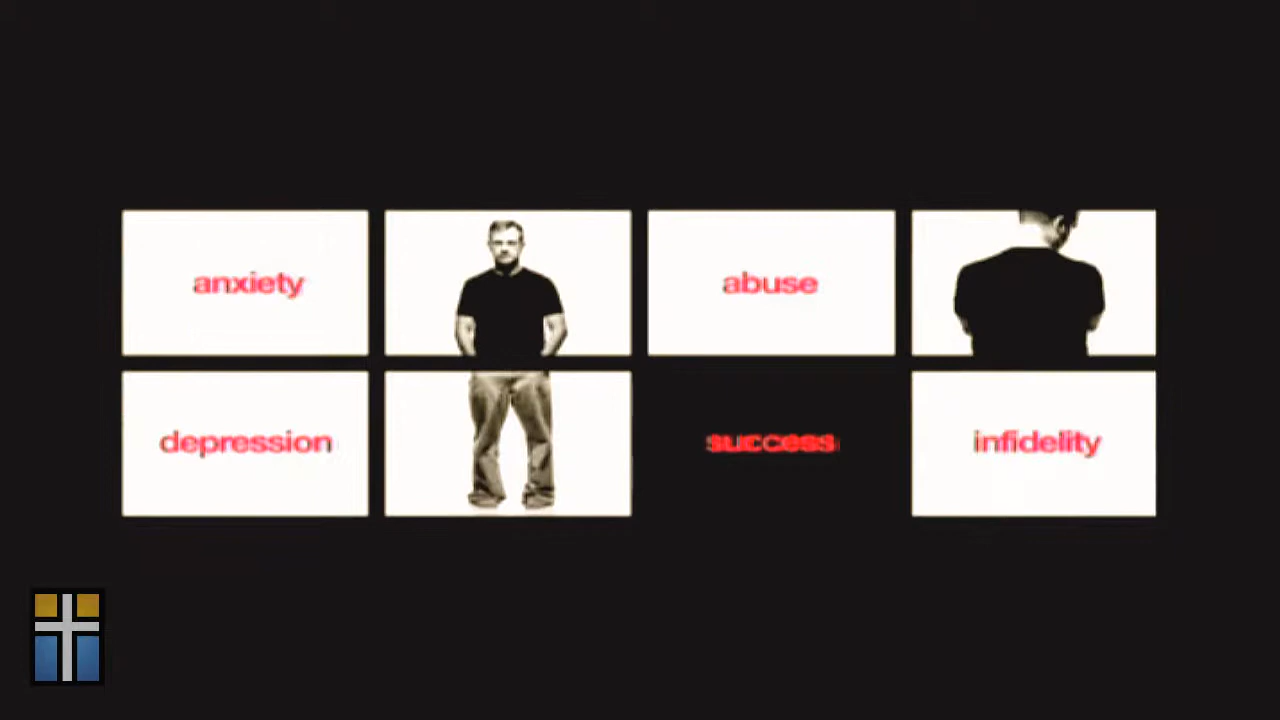 anxiety
abuse
depression
success
infidelity